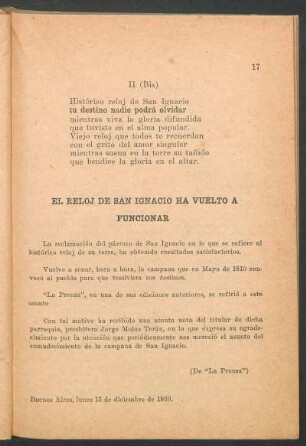 17
II (Bis)
Histórico reloj de San Ignacio
tu destino nadie podrá olvidar
mientras viva la gloria difundida
que tuviste en el alma popular.
Viejo reloj que todos te recuerdan
con el grito del amor singular
mientras suena en la torre su tañido
que bendice la gloria en el altar.
EL RELOJ DE SAN IGNACIO HA VUELTO A
FUNCIONAR
La reclamación del párroco de San Ignacio en lo que se refiere al
histórico reloj de su torre, ha obtenido resultados satisfactorios.
Vuelve a sonar, hora a hora, la campana que en Mayo de 1810 con-
vocó al pueblo para que resolviera sus destinos.
"La Prensa", en una de sus ediciones anteriores, se refirió a este
asunto
Con tal motivo ha recibido una atenta nota del titular de dicha
parroquia, presbítero Jorge Molas Terán, en la que expresa su agrade-
cimiento por la atención que periódicamente nos mereció el asunto del
enmudecimiento de la campana de San Ignacio.
(De "La Prensa")
Buenos Aires, lunes 15 de diciembre de 1930.